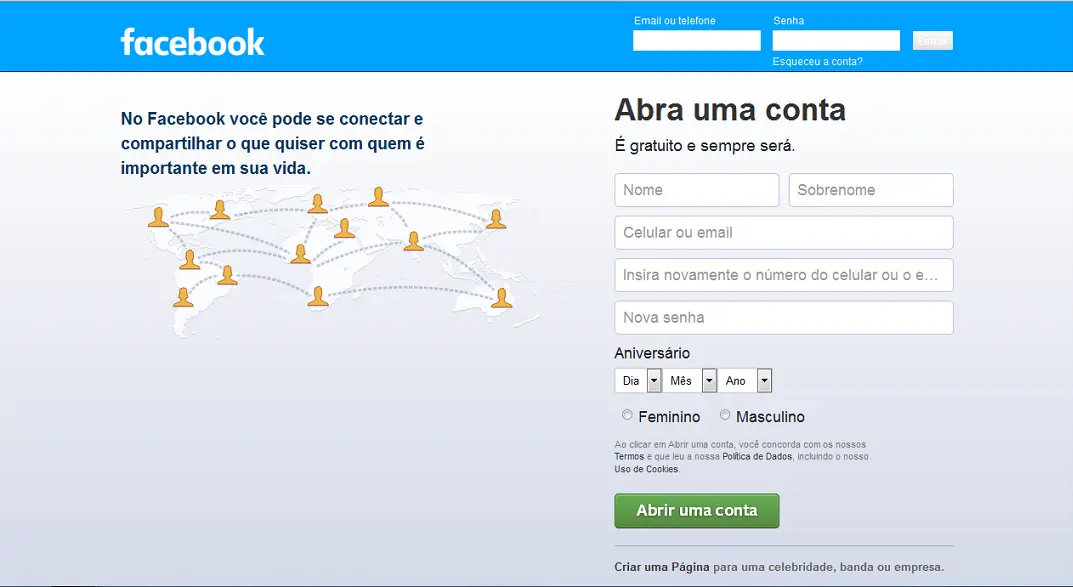 facebook
Email ou telefone
Senha
Entrar
Esqueceu a conta?
No Facebook você pode se conectar e
compartilhar o que quiser com quem é
importante em sua vida.
Abra uma conta
É gratuito e sempre será.
Nome
Sobrenome
Celular ou email
Insira novamente o número do celular ou o e...
Nova senha
Aniversário
Dia
Mês
Ano
Feminino
Masculino
Ao clicar em Abrir uma conta, você concorda com os nossos
Termos e que leu a nossa Política de Dados, incluindo o nosso
Uso de Cookies.
Abrir uma conta
Criar uma Página para uma celebridade, banda ou empresa.